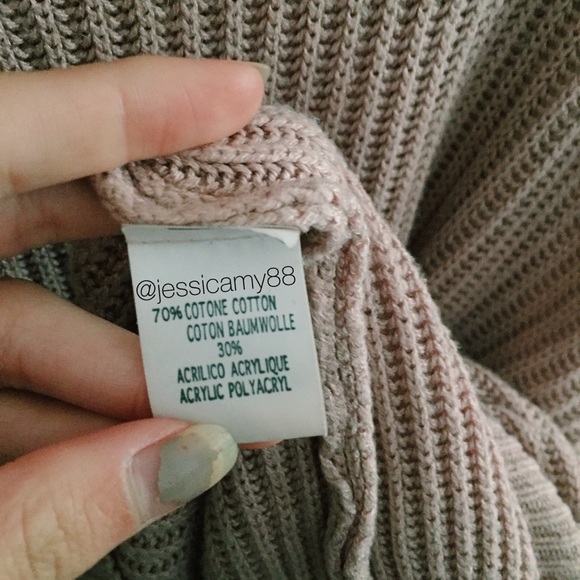 @jessicamy88
70% COTONE COTTON
COTON BAUMWOLLE
30%
ACRILICO ACRYLIQUE
ACRYLIC POLYACRYL